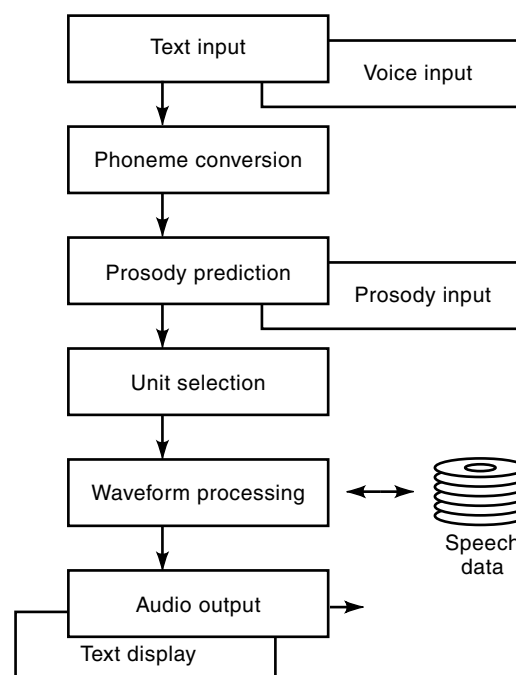 Text input
Voice input
Phoneme conversion
Prosody prediction
Prosody input
Unit selection
Waveform processing
Speech
data
Audio output
Text display